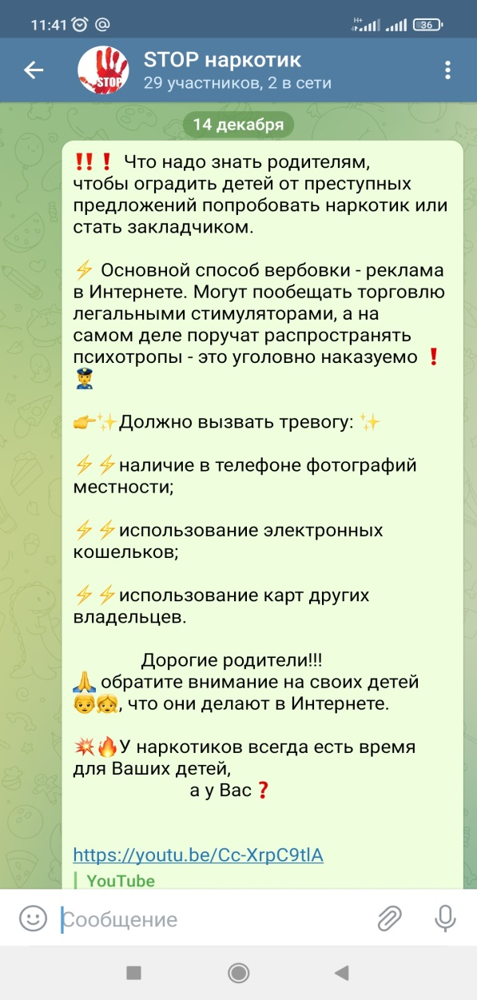 11:41
H+
36
STOP
STOP наркотик
29 участников, 2 в сети
14 декабря
‼️❗ Что надо знать родителям,
чтобы оградить детей от преступных
предложений попробовать наркотик или
стать закладчиком.
⚡ Основной способ вербовки - реклама
в Интернете. Могут пообещать торговлю
легальными стимуляторами, а на
самом деле поручат распространять
психотропы - это уголовно наказуемо ❗
👮
👉✨Должно вызвать тревогу: ✨
⚡⚡наличие в телефоне фотографий
местности;
⚡⚡использование электронных
кошельков;
⚡⚡использование карт других
владельцев.
Дорогие родители!!!
🙏 обратите внимание на своих детей
👦👧, что они делают в Интернете.
💥🔥У наркотиков всегда есть время
для Ваших детей,
а у Вас ❓
https://youtu.be/Cc-XrpC9tlA
YouTube
Сообщение